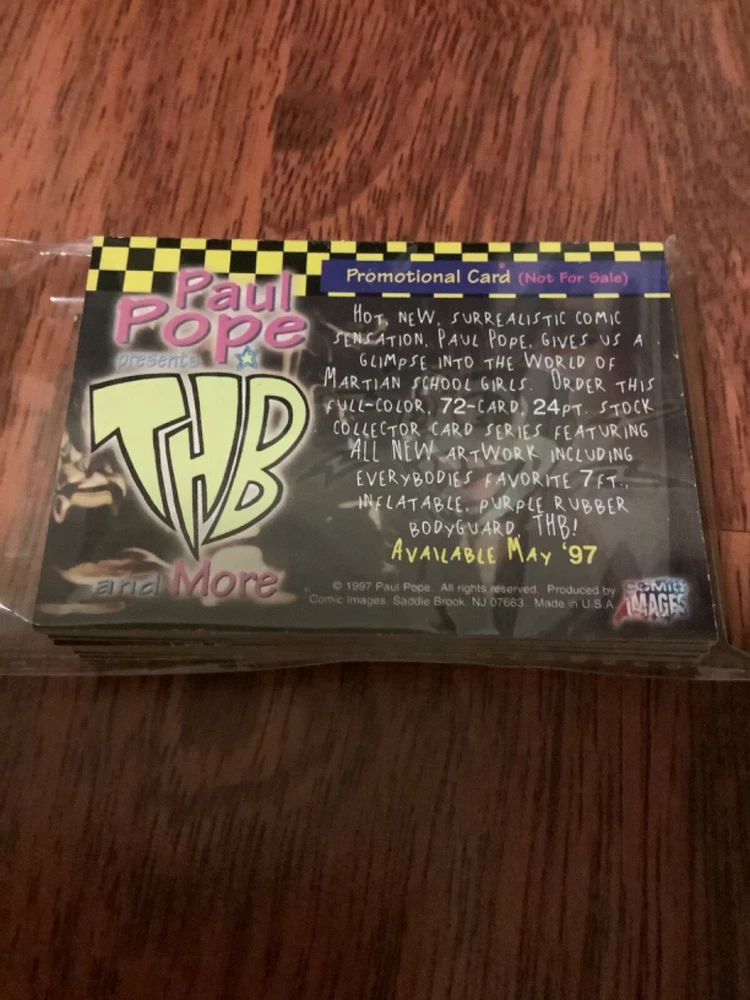 Paul
Pope
presents
THB
and More
Promotional Card (Not For Sale)
HOT NEW, SURREALISTIC COMIC
SENSATION, PAUL POPE, GIVES US A
GLIMPSE INTO THE WORLD OF
MARTIAN SCHOOL GIRLS. ORDER THIS
FULL-COLOR, 72-CARD, 24PT. STOCK
COLLECTOR CARD SERIES FEATURING
ALL NEW ARTWORK INCLUDING
EVERYBODIES FAVORITE 7 FT.,
INFLATABLE, PURPLE RUBBER
BODYGUARD, THB!
AVAILABLE MAY '97
© 1997 Paul Pope. All rights reserved. Produced by
Comic Images, Saddle Brook, NJ 07663 Made in U.S.A.
COMIC
IMAGES